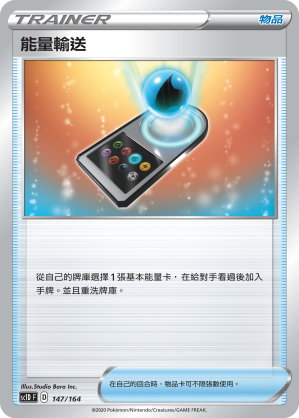 TRAINER 物品
能量輸送
從自己的牌庫選擇1張基本能量卡,在給對手看過後加入
手牌。並且重洗牌庫。
Illus.Studio Bora Inc.
SC1D F D 147/164
在自己的回合時,物品卡可不限張數使用。
©2020 Pokémon/Nintendo/Creatures/GAME FREAK.